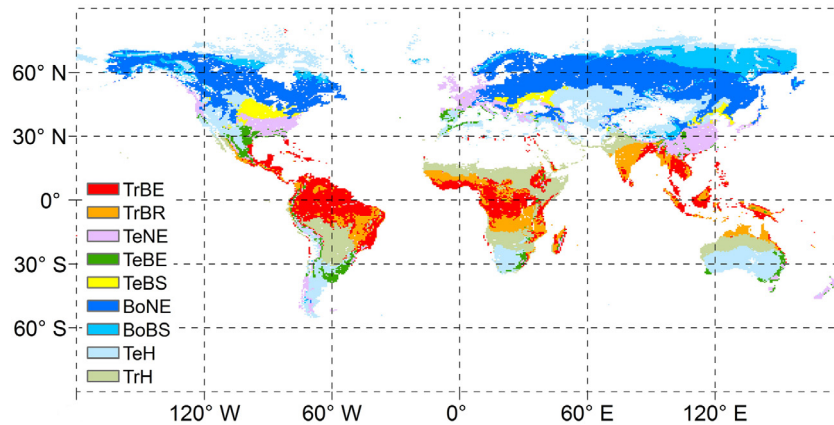 60° N
30° N
0°
30° S
60° S
TrBE
TrBR
TeNE
TeBE
TeBS
BoNE
BoBS
TeH
TrH
120° W
60° W
0°
60° E
120° E